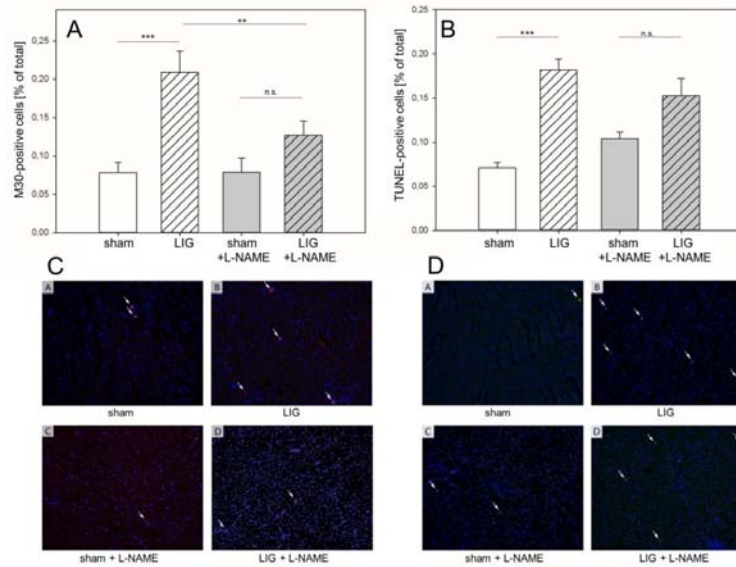 A
M30-positive cells [% of total]
0,25
0,20
0,15
0,10
0,05
0,00
***
**
n.s.
sham
LIG
sham
+L-NAME
LIG
+L-NAME
B
TUNEL-positive cells [% of total]
0,25
0,20
0,15
0,10
0,05
0,00
***
n.s.
sham
LIG
sham
+L-NAME
LIG
+L-NAME
C
A
sham
B
LIG
C
sham + L-NAME
D
LIG + L-NAME
D
A
sham
B
LIG
C
sham + L-NAME
D
LIG + L-NAME